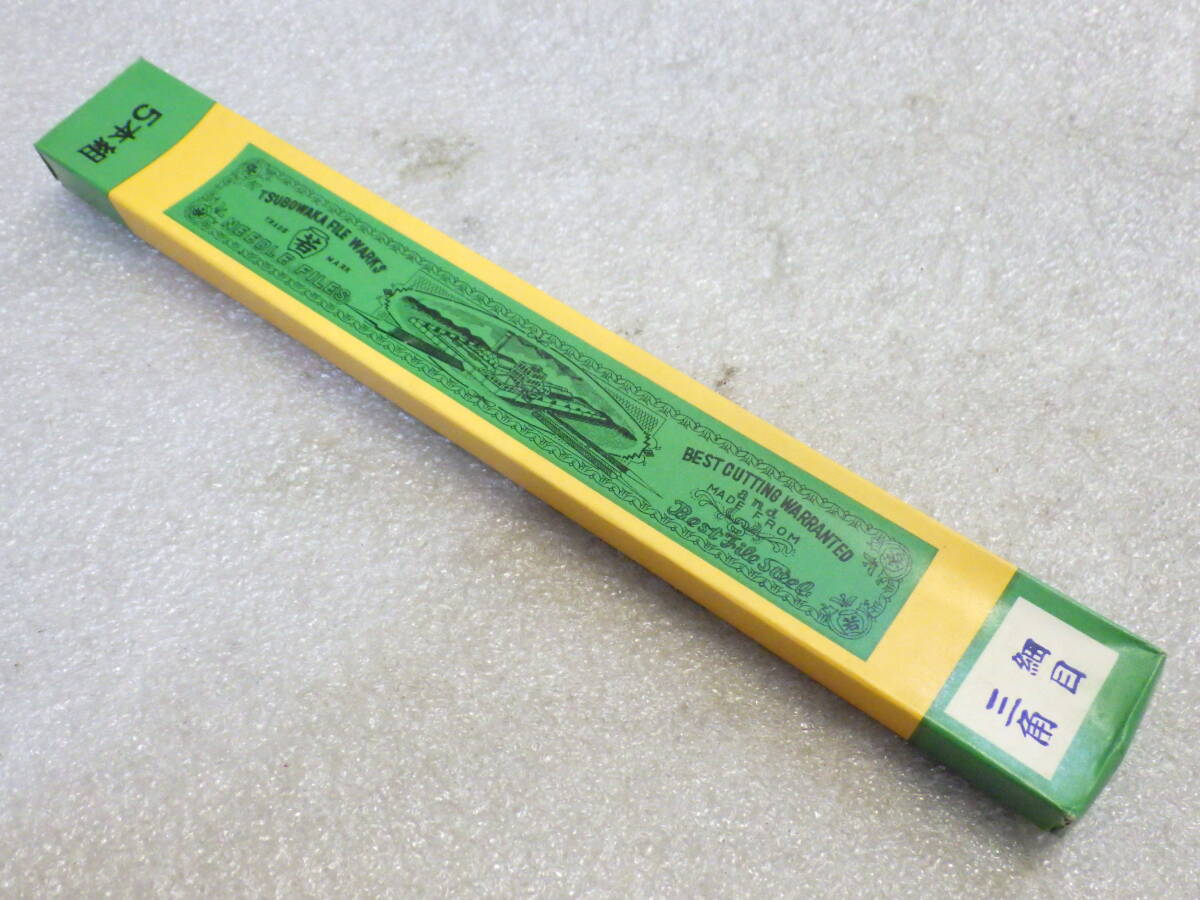 5本組
TSUBOWAKA FILE WARKS
TRADE
MARK
NEEDLE FILES
BEST CUTTING WARRANTED
and
MADE FROM
Best File Steel
細目
三角